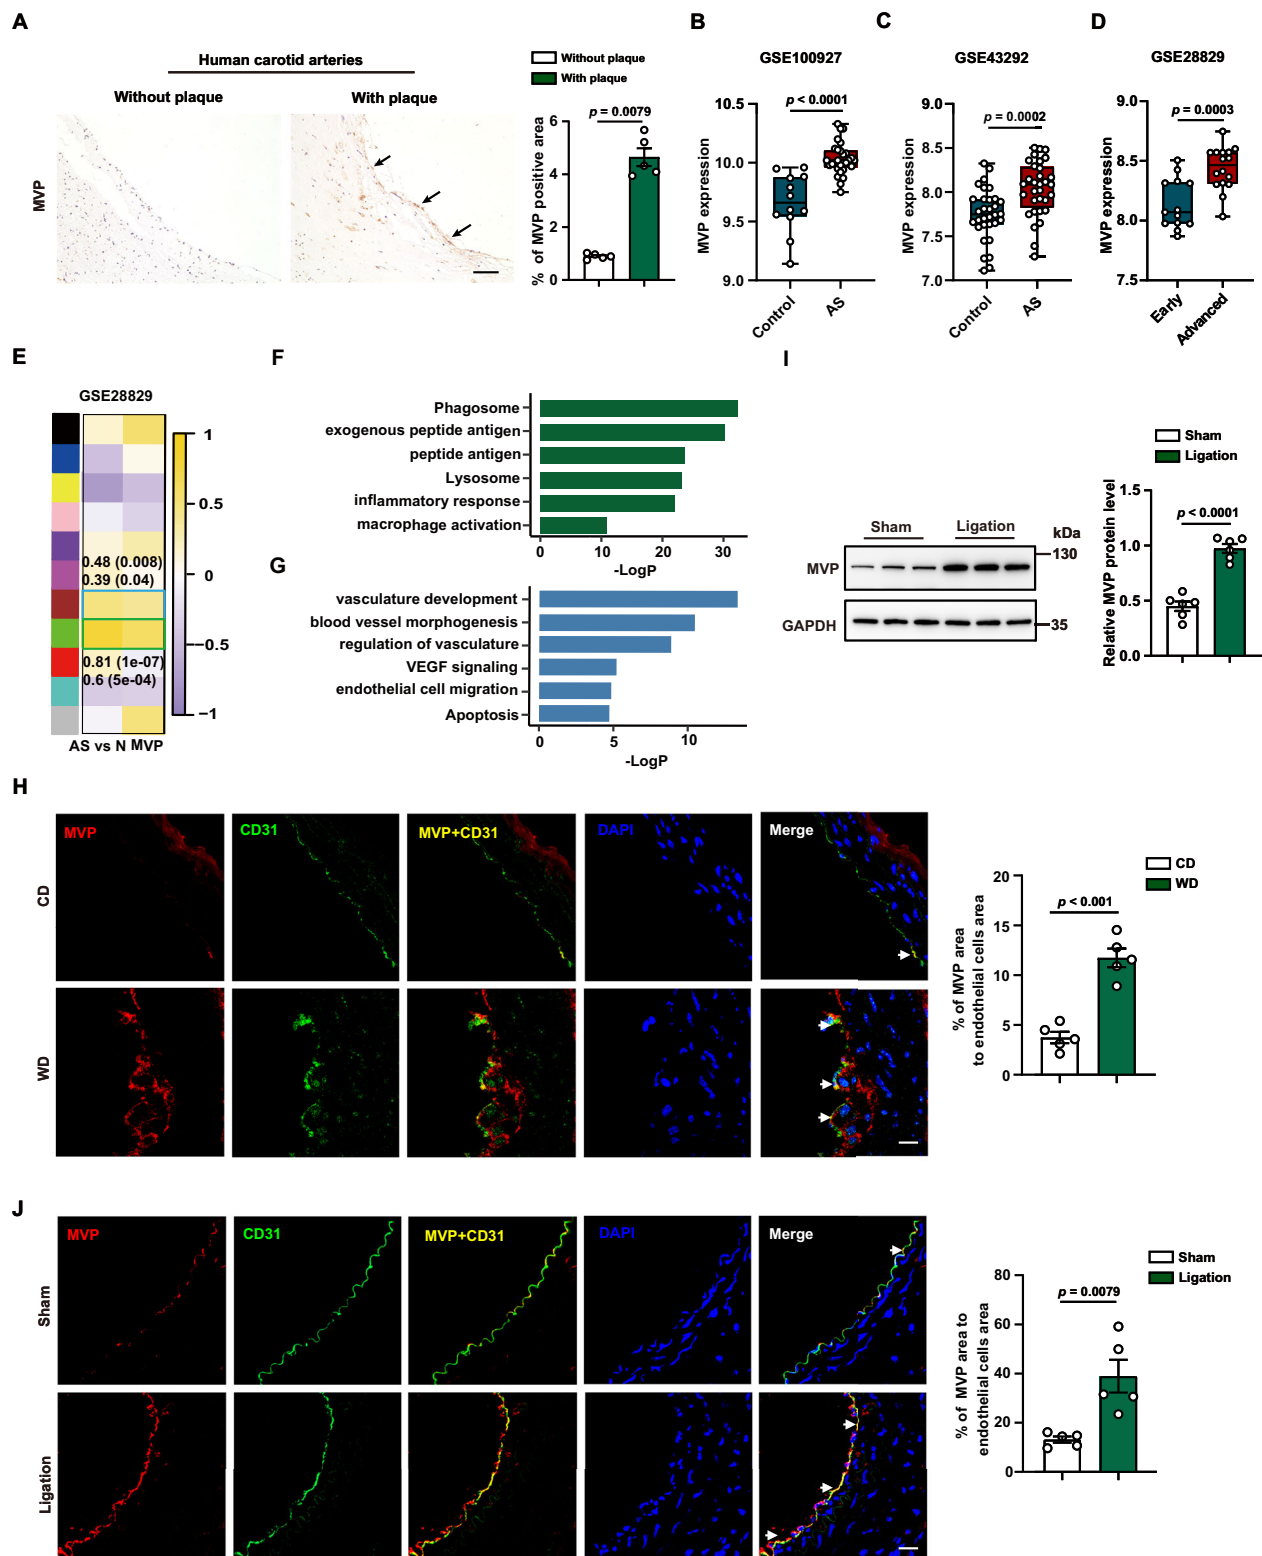 A
Human carotid arteries
Without plaque
With plaque
MVP
Without plaque
With plaque
p = 0.0079
% of MVP positive area
6
4
2
0
B
GSE100927
p < 0.0001
MVP expression
10.5
10.0
9.5
9.0
Control
AS
C
GSE43292
p = 0.0002
MVP expression
9.0
8.5
8.0
7.5
7.0
Control
AS
D
GSE28829
p = 0.0003
MVP expression
9.0
8.5
8.0
7.5
Early
Advanced
E
GSE28829
0.48 (0.008)
0.39 (0.04)
0.81 (1e-07)
0.6 (5e-04)
AS vs N MVP
1
0.5
0
−0.5
−1
F
Phagosome
exogenous peptide antigen
peptide antigen
Lysosome
inflammatory response
macrophage activation
0 10 20 30
-LogP
G
vasculature development
blood vessel morphogenesis
regulation of vasculature
VEGF signaling
endothelial cell migration
Apoptosis
0 5 10
-LogP
I
Sham
Ligation
kDa
MVP
130
GAPDH
35
Sham
Ligation
p < 0.0001
Relative MVP protein level
1.5
1.0
0.5
0.0
H
MVP
CD31
MVP+CD31
DAPI
Merge
CD
WD
CD
WD
p < 0.001
% of MVP area
to endothelial cells area
20
15
10
5
0
J
MVP
CD31
MVP+CD31
DAPI
Merge
Sham
Ligation
Sham
Ligation
p = 0.0079
% of MVP area to
endothelial cells area
80
60
40
20
0